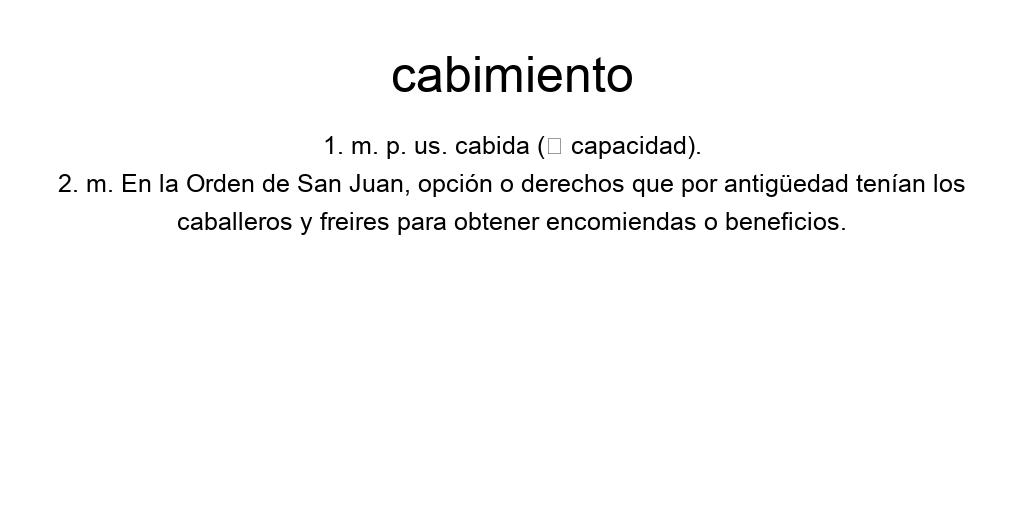 cabimiento
1. m. p. us. cabida (□ capacidad).
2. m. En la Orden de San Juan, opción o derechos que por antigüedad tenían los
caballeros y freires para obtener encomiendas o beneficios.